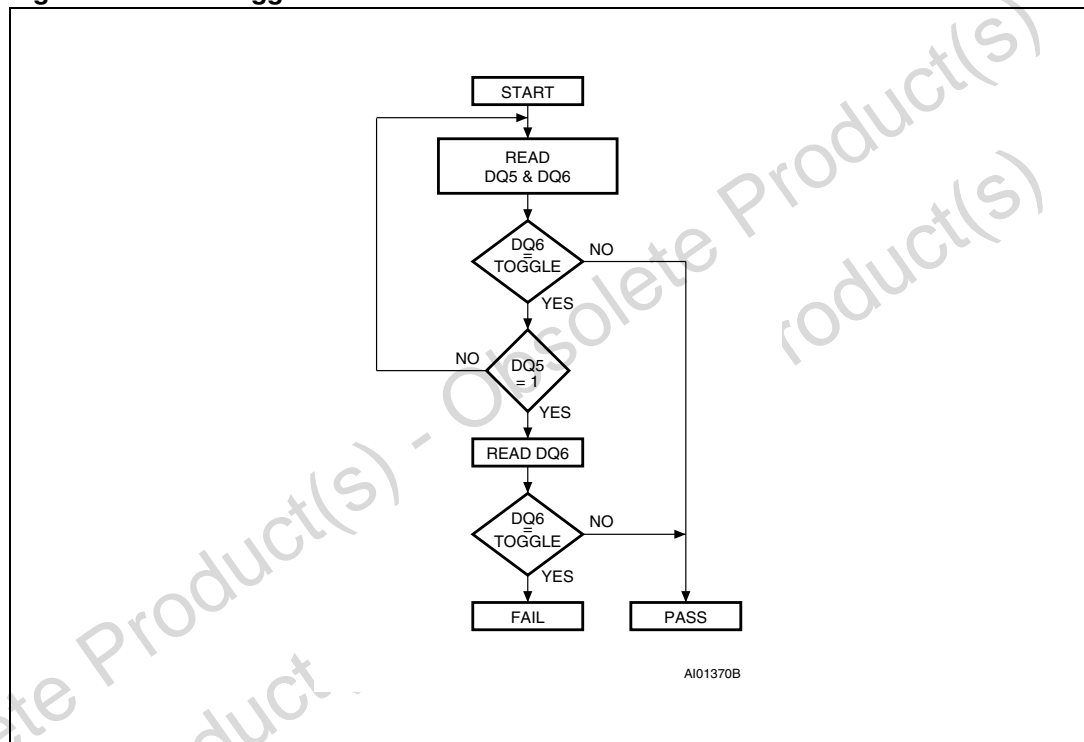 START
READ
DQ5 & DQ6
DQ6
=
TOGGLE
NO
YES
NO
DQ5
= 1
YES
READ DQ6
DQ6
=
TOGGLE
NO
YES
FAIL
PASS
AI01370B
Product(s) - Obsolete Product(s)